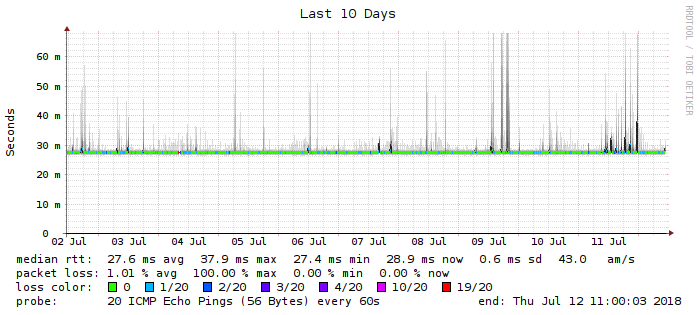 Last 10 Days
RRDTOOL / TOBI OETIKER
Seconds
60 m
50 m
40 m
30 m
20 m
10 m
0
02 Jul 03 Jul 04 Jul 05 Jul 06 Jul 07 Jul 08 Jul 09 Jul 10 Jul 11 Jul
median rtt: 27.6 ms avg 37.9 ms max 27.4 ms min 28.9 ms now 0.6 ms sd 43.0 am/s
packet loss: 1.01 % avg 100.00 % max 0.00 % min 0.00 % now
loss color: 0 1/20 2/20 3/20 4/20 10/20 19/20
probe: 20 ICMP Echo Pings (56 Bytes) every 60s end: Thu Jul 12 11:00:03 2018